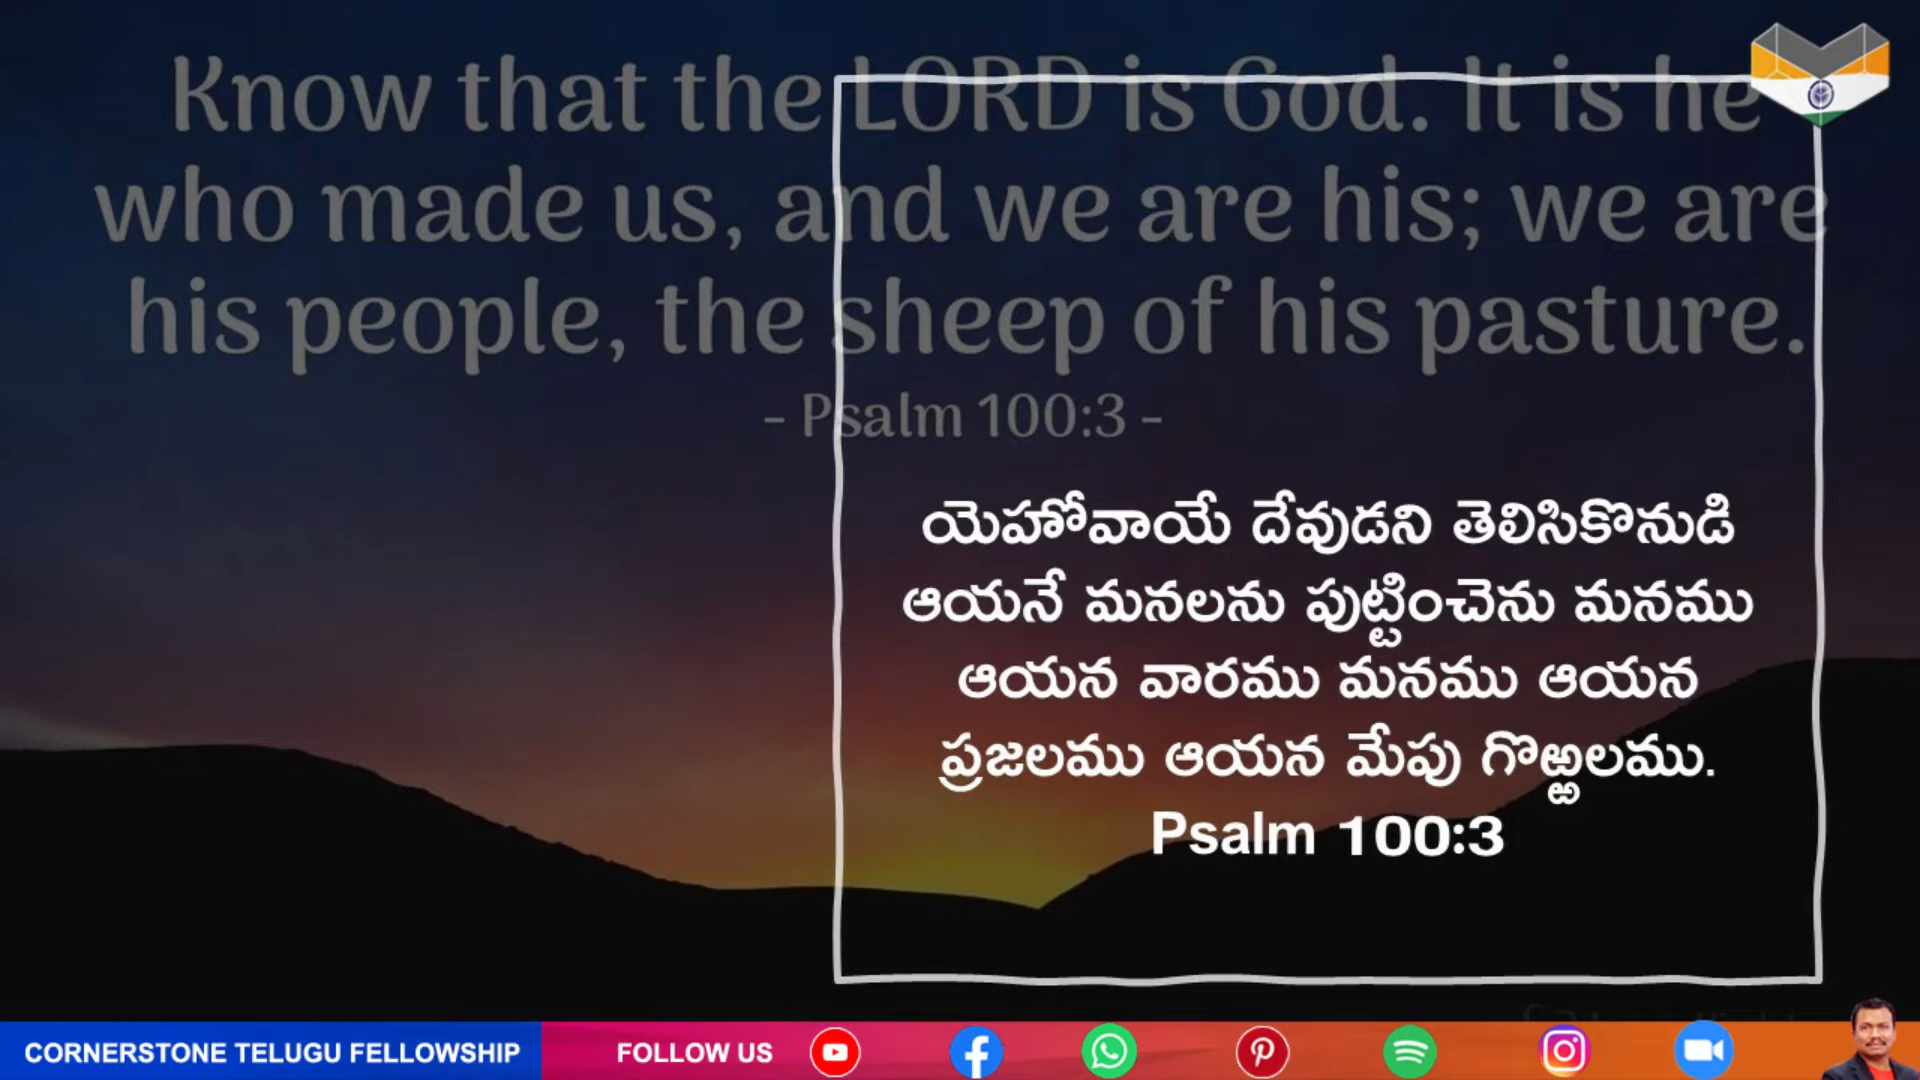 Know that the LORD is God. It is he
who made us, and we are his; we are
his people, the sheep of his pasture.
- Psalm 100:3 -
యెహోవాయే దేవుడని తెలిసికొనుడి
ఆయనే మనలను పుట్టించెను మనము
ఆయన వారము మనము ఆయన
ప్రజలము ఆయన మేపు గొఱ్ఱలము.
Psalm 100:3
CORNERSTONE TELUGU FELLOWSHIP
FOLLOW US